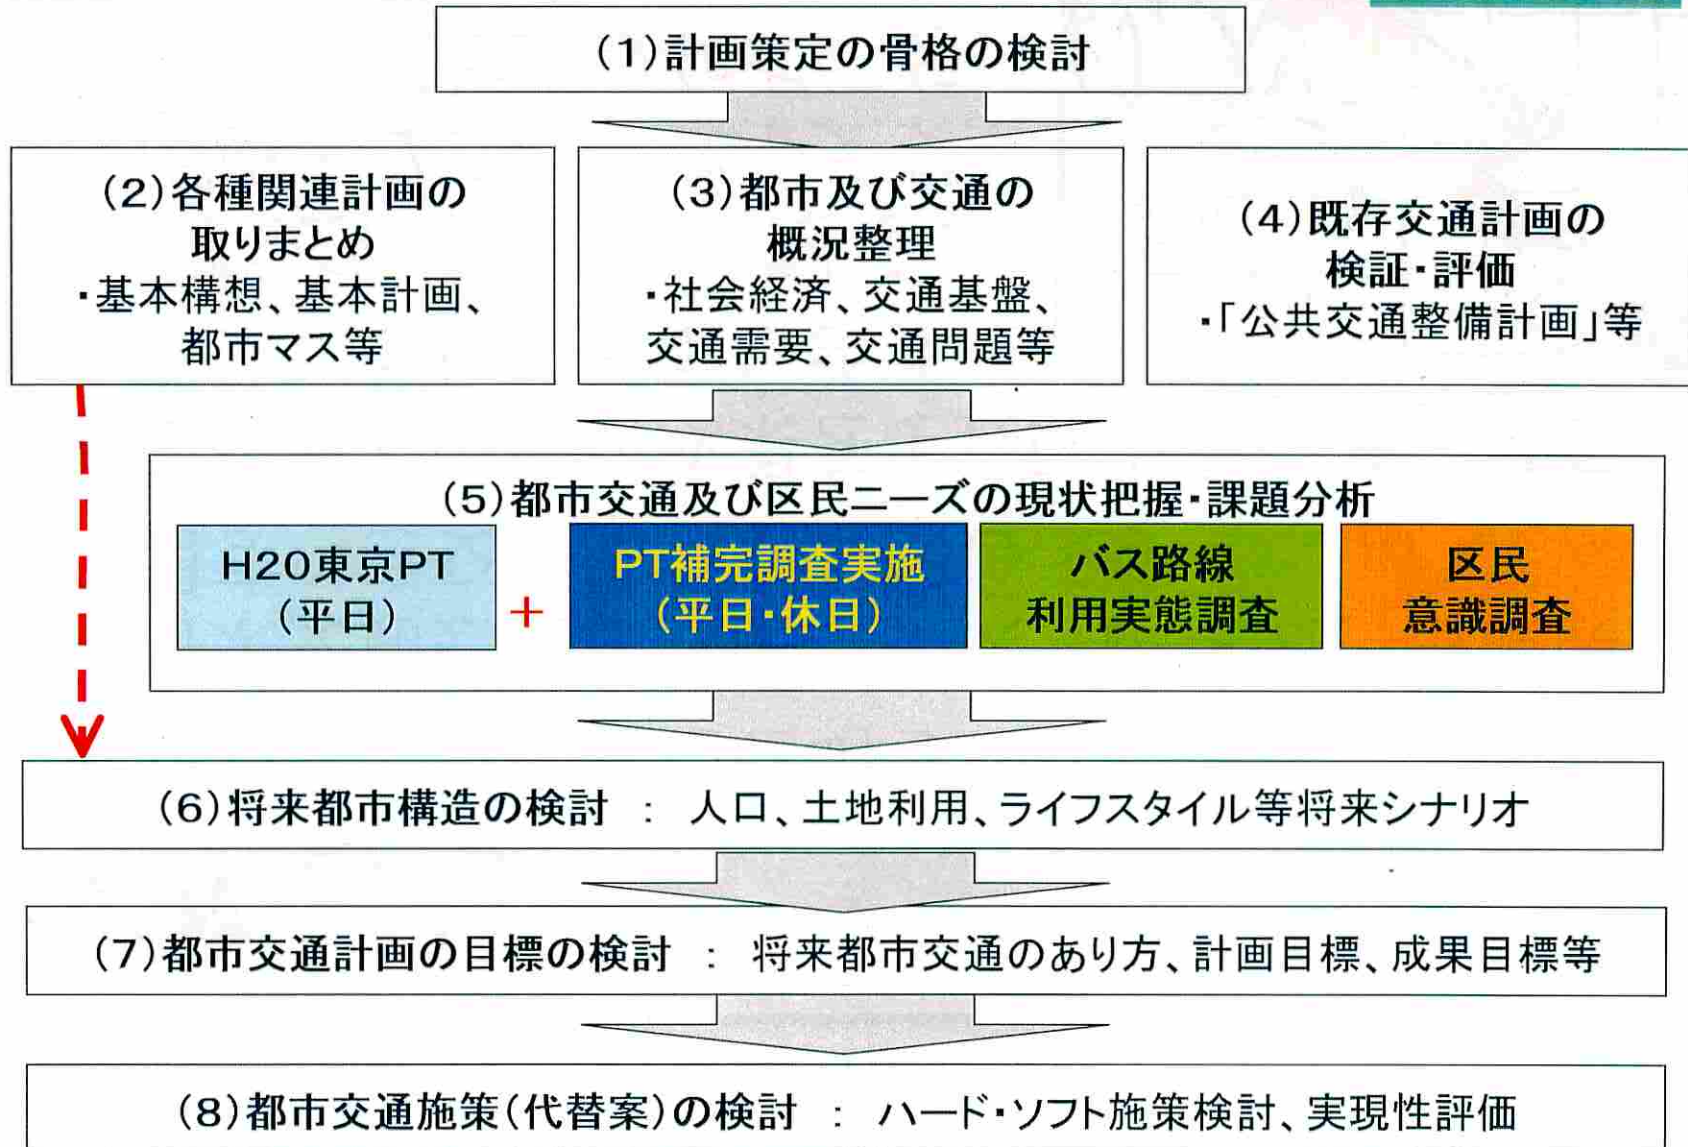 (1)計画策定の骨格の検討
(2)各種関連計画の
取りまとめ
・基本構想、基本計画、
都市マス等
(3)都市及び交通の
概況整理
・社会経済、交通基盤、
交通需要、交通問題等
(4)既存交通計画の
検証・評価
・「公共交通整備計画」等
(5)都市交通及び区民ニーズの現状把握・課題分析
H20東京PT
(平日)
+
PT補完調査実施
(平日・休日)
バス路線
利用実態調査
区民
意識調査
(6)将来都市構造の検討 : 人口、土地利用、ライフスタイル等将来シナリオ
(7)都市交通計画の目標の検討 : 将来都市交通のあり方、計画目標、成果目標等
(8)都市交通施策(代替案)の検討 : ハード・ソフト施策検討、実現性評価